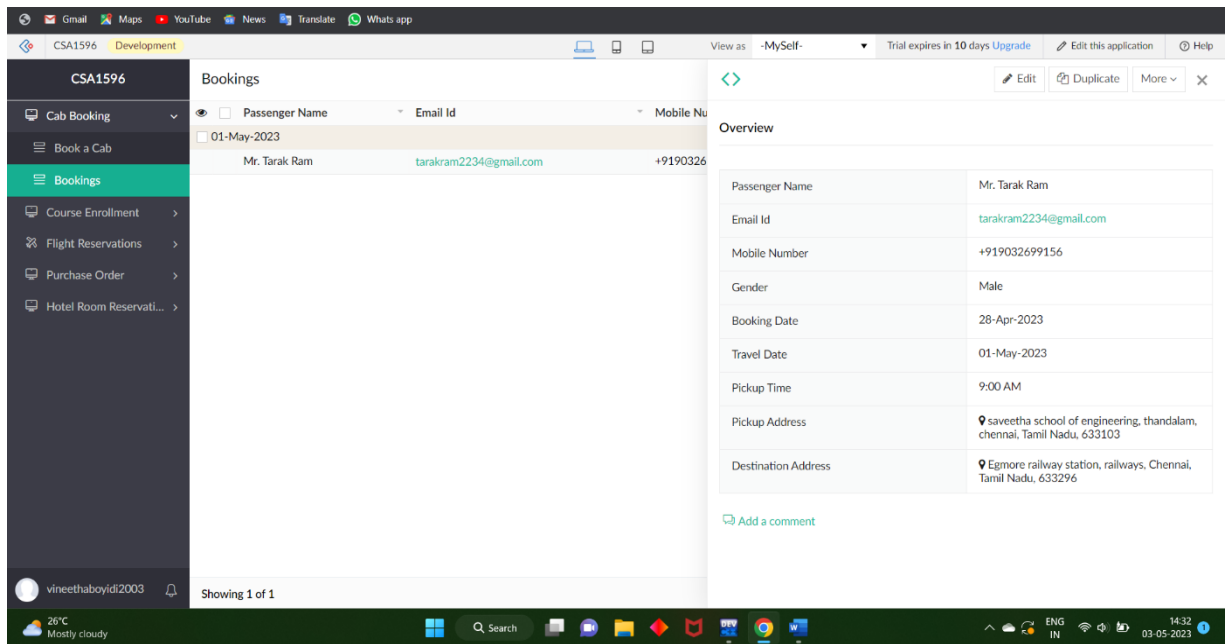 Gmail Maps YouTube News Translate Whats app
CSA1596 Development View as -MySelf- Trial expires in 10 days Upgrade Edit this application Help
CSA1596
Cab Booking
Book a Cab
Bookings
Course Enrollment
Flight Reservations
Purchase Order
Hotel Room Reservati...
vineethaboyidi2003
Bookings
Passenger Name Email Id Mobile Nu
01-May-2023
Mr. Tarak Ram tarakram2234@gmail.com +9190326
Showing 1 of 1
Edit Duplicate More
Overview
Passenger Name Mr. Tarak Ram
Email Id tarakram2234@gmail.com
Mobile Number +919032699156
Gender Male
Booking Date 28-Apr-2023
Travel Date 01-May-2023
Pickup Time 9:00 AM
Pickup Address saveetha school of engineering, thandalam,
chennai, Tamil Nadu, 633103
Destination Address Egmore railway station, railways, Chennai,
Tamil Nadu, 633296
Add a comment
26°C
Mostly cloudy
Search
DEV
W
ENG
IN
14:32
03-05-2023
1